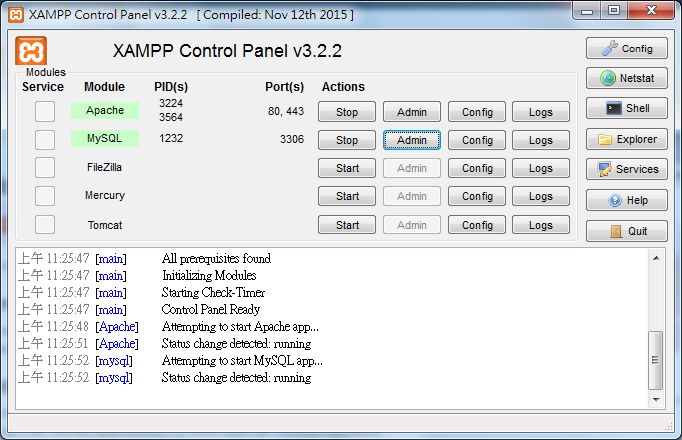 XAMPP Control Panel v3.2.2 [ Compiled: Nov 12th 2015 ]
XAMPP Control Panel v3.2.2
Config
Modules
Service Module PID(s) Port(s) Actions
Netstat
Apache 3224 3564 80, 443 Stop Admin Config Logs
Shell
MySQL 1232 3306 Stop Admin Config Logs
Explorer
FileZilla Start Admin Config Logs
Services
Mercury Start Admin Config Logs
Help
Tomcat Start Admin Config Logs
Quit
上午 11:25:47 [main] All prerequisites found
上午 11:25:47 [main] Initializing Modules
上午 11:25:47 [main] Starting Check-Timer
上午 11:25:47 [main] Control Panel Ready
上午 11:25:48 [Apache] Attempting to start Apache app...
上午 11:25:51 [Apache] Status change detected: running
上午 11:25:52 [mysql] Attempting to start MySQL app...
上午 11:25:52 [mysql] Status change detected: running